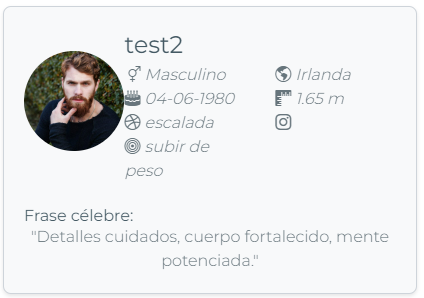 test2
Masculino
Irlanda
04-06-1980
1.65 m
escalada
subir de
peso
Frase célebre:
"Detalles cuidados, cuerpo fortalecido, mente
potenciada."